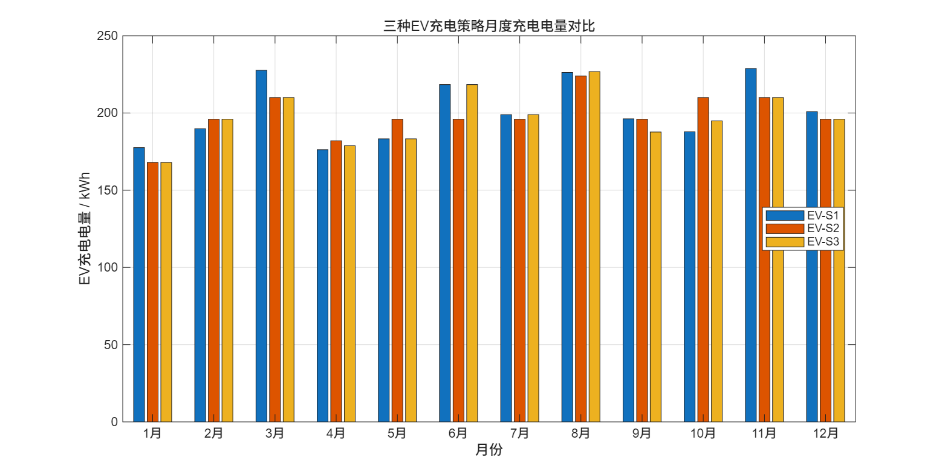 三种EV充电策略月度充电电量对比
250
200
150
100
50
0
EV充电电量 / kWh
EV-S1
EV-S2
EV-S3
1月 2月 3月 4月 5月 6月 7月 8月 9月 10月 11月 12月
月份